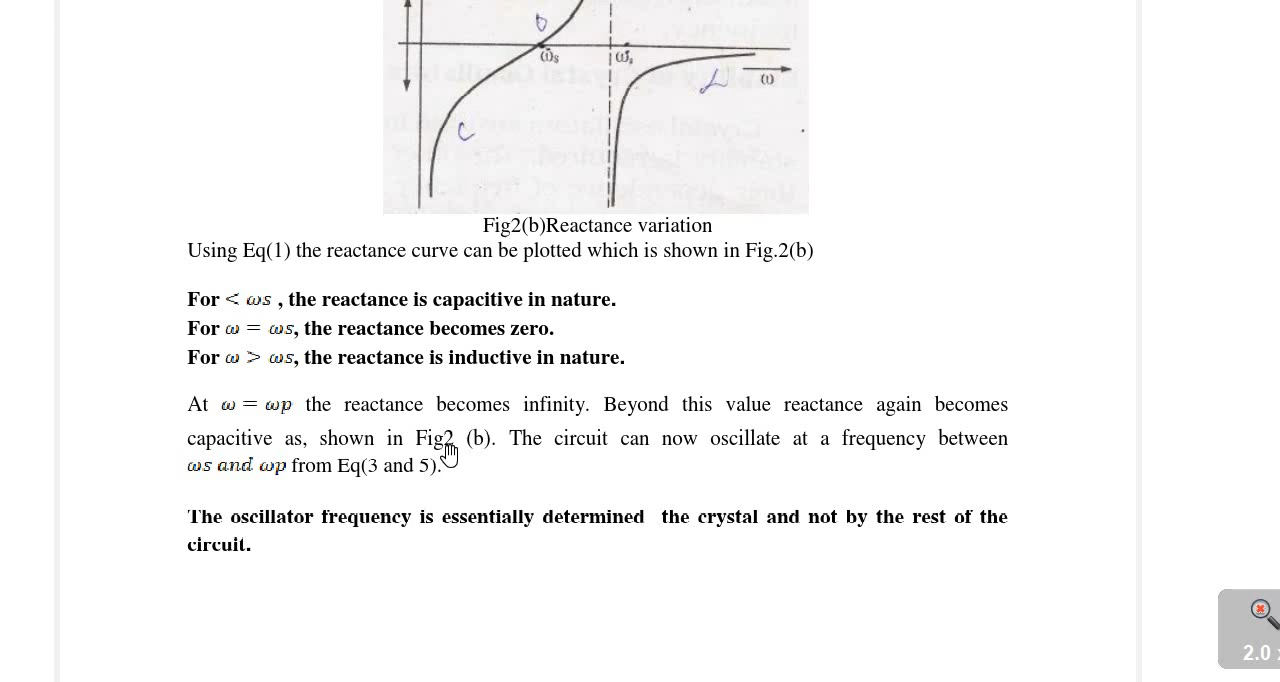 ωs
ω
C
Fig2(b)Reactance variation
Using Eq(1) the reactance curve can be plotted which is shown in Fig.2(b)
For < ωs , the reactance is capacitive in nature.
For ω = ωs, the reactance becomes zero.
For ω > ωs, the reactance is inductive in nature.
At ω = ωp the reactance becomes infinity. Beyond this value reactance again becomes
capacitive as, shown in Fig2 (b). The circuit can now oscillate at a frequency between
ωs and ωp from Eq(3 and 5).
The oscillator frequency is essentially determined the crystal and not by the rest of the
circuit.
2.0